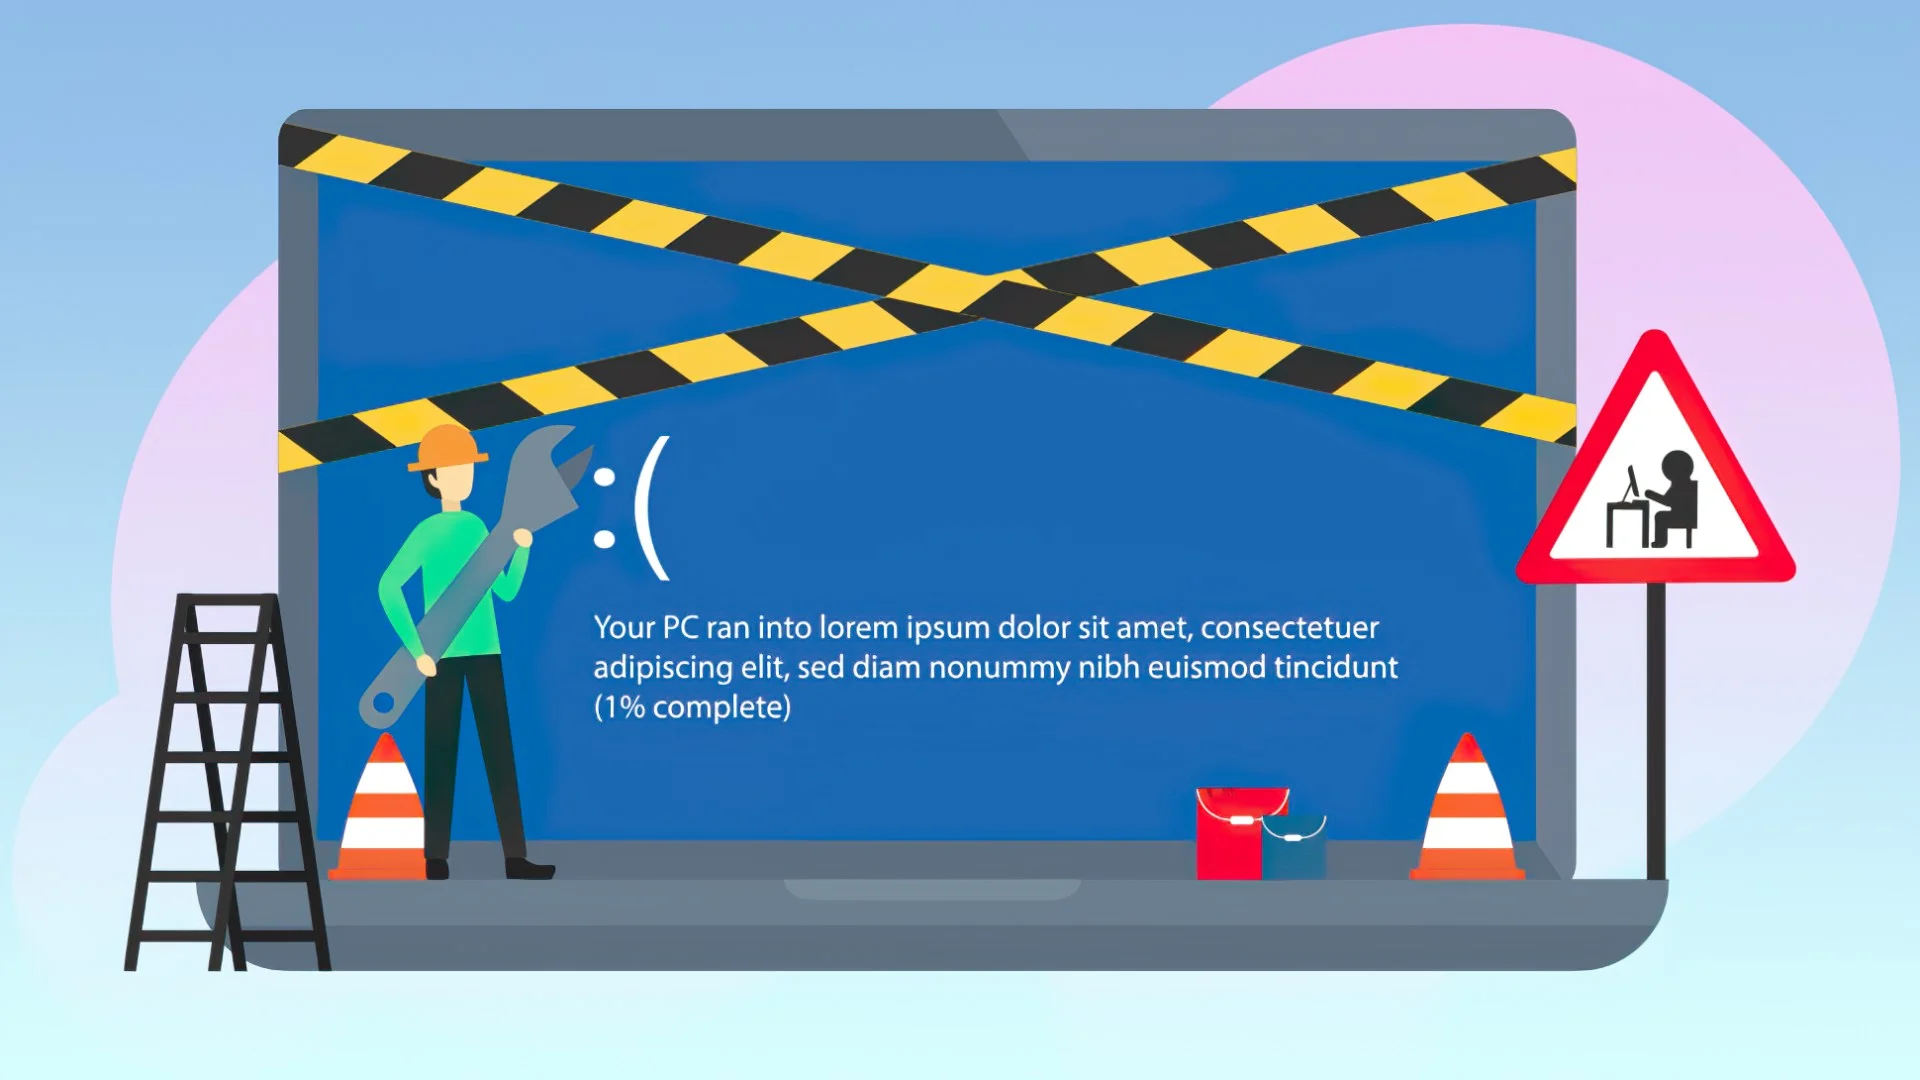 :(
Your PC ran into lorem ipsum dolor sit amet, consectetuer
adipiscing elit, sed diam nonummy nibh euismod tincidunt
(1% complete)